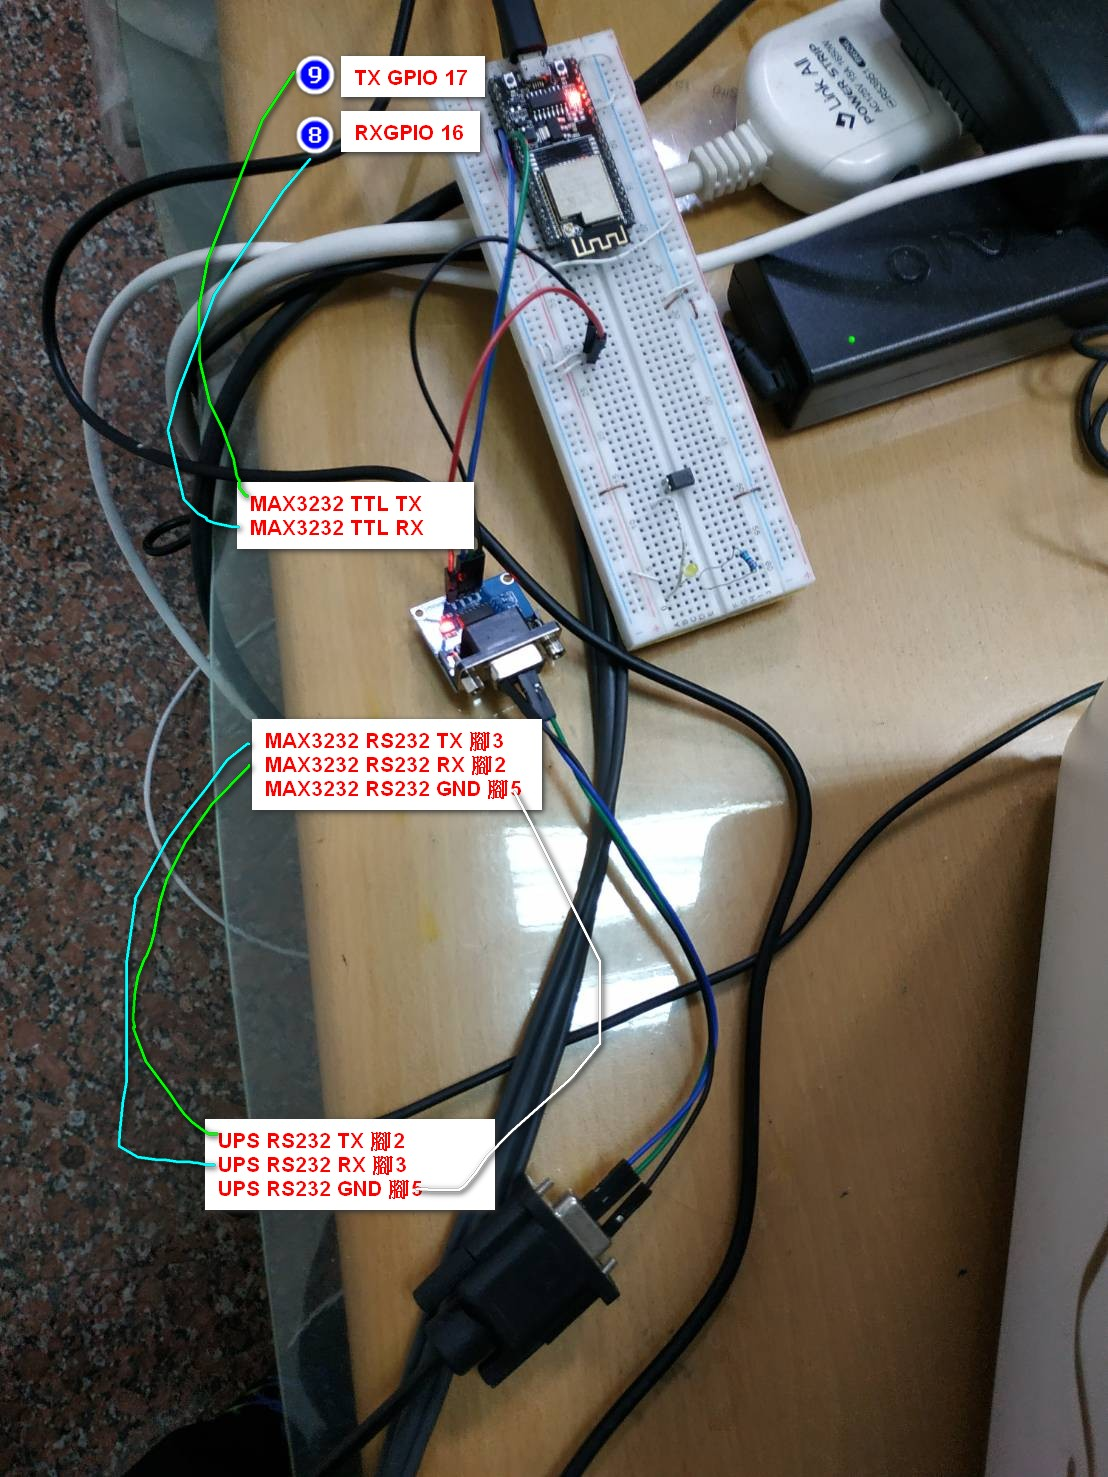 9 TX GPIO 17
8 RXGPIO 16
Link All
POWER STRIP
MAX3232 TTL TX
MAX3232 TTL RX
MAX3232 RS232 TX 腳3
MAX3232 RS232 RX 腳2
MAX3232 RS232 GND 腳5
UPS RS232 TX 腳2
UPS RS232 RX 腳3
UPS RS232 GND 腳5